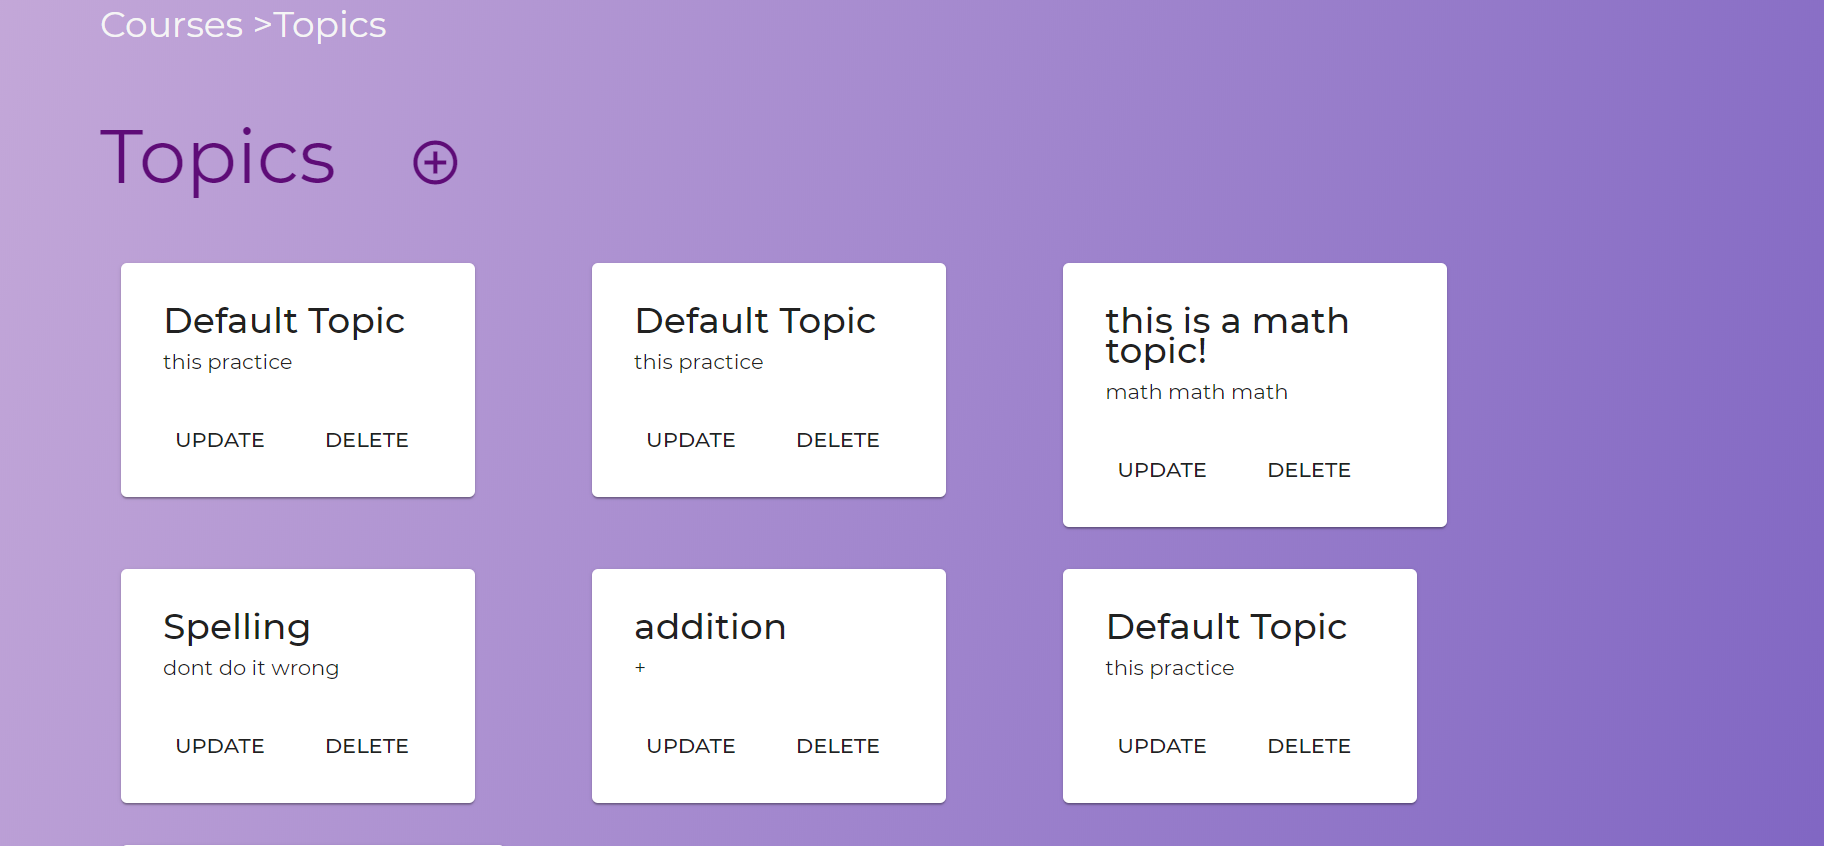 Courses >Topics
Topics
Default Topic
this practice
UPDATE DELETE
Default Topic
this practice
UPDATE DELETE
this is a math
topic!
math math math
UPDATE DELETE
Spelling
dont do it wrong
UPDATE DELETE
addition
+
UPDATE DELETE
Default Topic
this practice
UPDATE DELETE